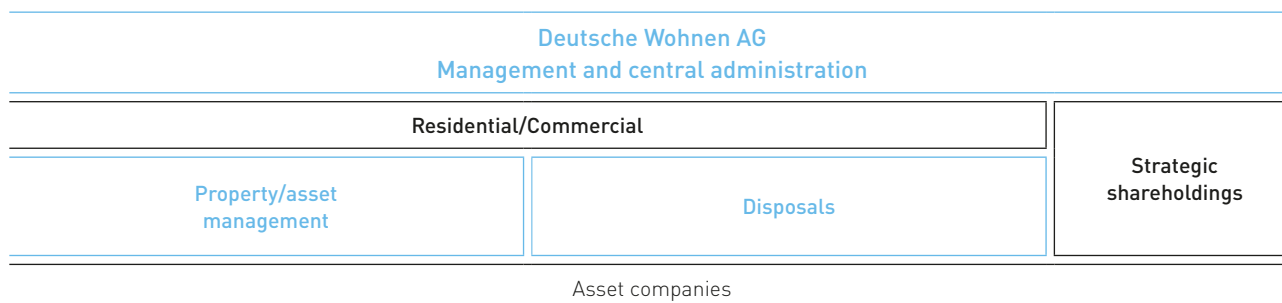 Deutsche Wohnen AG
Management and central administration
Residential/Commercial
Strategic
shareholdings
Property/asset
management
Disposals
Asset companies